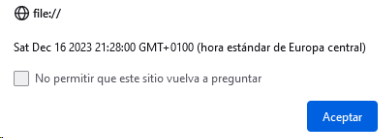 file://
Sat Dec 16 2023 21:28:00 GMT+0100 (hora estándar de Europa central)
No permitir que este sitio vuelva a preguntar
Aceptar